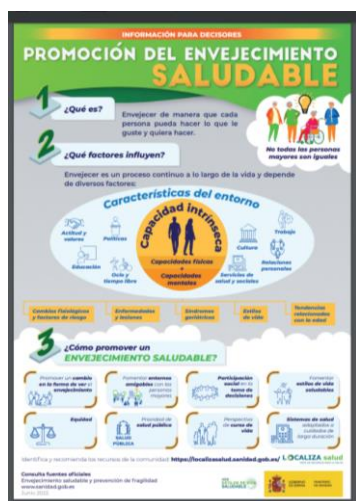 INFORMACIÓN PARA DECISORES
PROMOCIÓN DEL ENVEJECIMIENTO
SALUDABLE
1
¿Qué es?
Envejecer de manera que cada
persona pueda hacer lo que le
guste y quiera hacer.
No todas las personas
mayores son iguales
2
¿Qué factores influyen?
Envejecer es un proceso continuo a lo largo de la vida y depende
de diversos factores:
Características del entorno
Capacidad intrínseca
Capacidades físicas
+
Capacidades
mentales
Actitud y
valores
Políticas
Educación
Ocio y
tiempo libre
Cultura
Trabajo
Servicios de
salud y sociales
Relaciones
personales
Cambios fisiológicos
y factores de riesgo
Enfermedades
y lesiones
Síndromes
geriátricos
Estilos
de vida
Tendencias
relacionadas
con la edad
3
¿Cómo promover un
ENVEJECIMIENTO SALUDABLE?
Promover un cambio
en la forma de ver el
envejecimiento
Fomentar entornos
amigables con las
personas
mayores
Participación
social en la
toma de
decisiones
Fomentar
estilos de vida
saludables
Equidad
SALUD
PÚBLICA
Prioridad de
salud pública
Perspectiva
de curso de
vida
Sistemas de salud
adaptados a
cuidados de
larga duración
Identifica y recomienda los recursos de la comunidad: https://localizasalud.sanidad.gob.es/
LOCALIZA
salud
Consulta fuentes oficiales
Envejecimiento saludable y prevención de fragilidad
www.sanidad.gob.es
Junio 2023